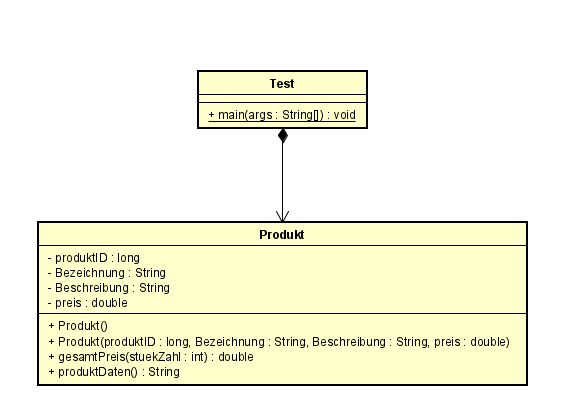 Test
+ main(args : String[]) : void
Produkt
- produktID : long
- Bezeichnung : String
- Beschreibung : String
- preis : double
+ Produkt()
+ Produkt(produktID : long, Bezeichnung : String, Beschreibung : String, preis : double)
+ gesamtPreis(stuekZahl : int) : double
+ produktDaten() : String